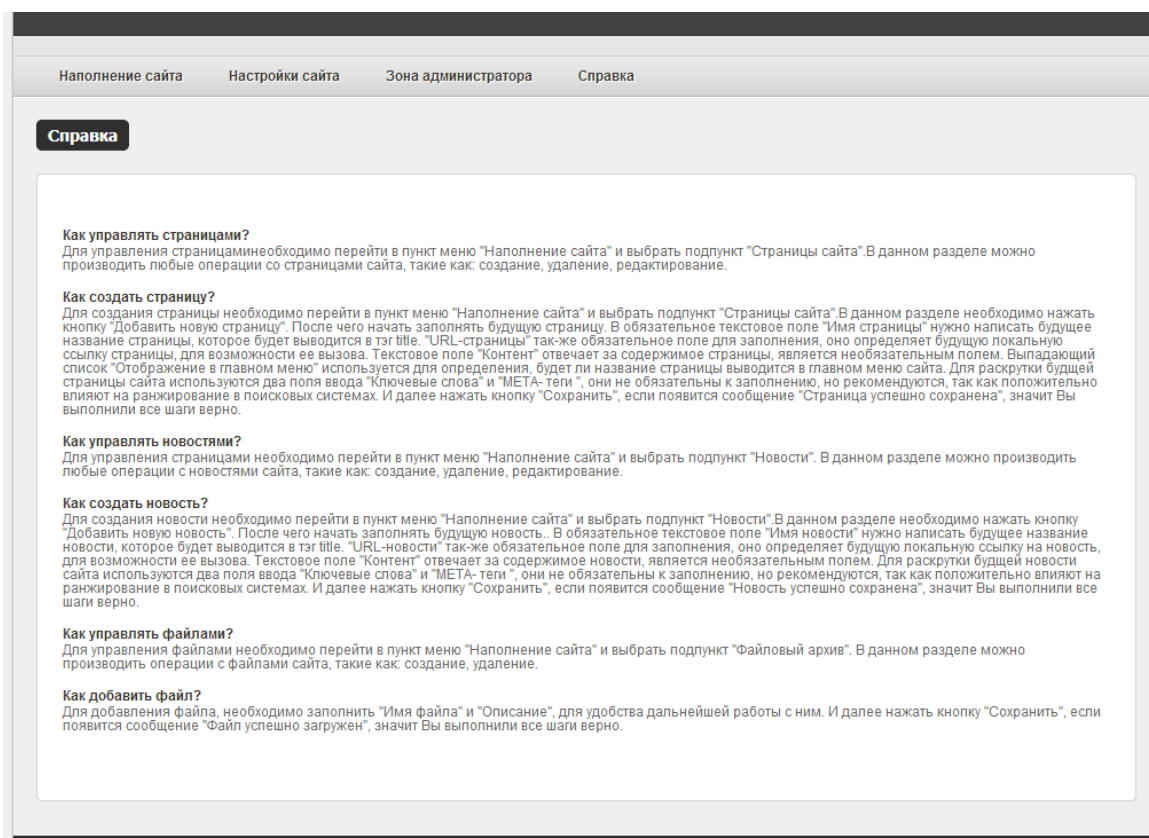 Наполнение сайта Настройки сайта Зона администратора Справка
Справка
Как управлять страницами?
Для управления страницаминеобходимо перейти в пункт меню "Наполнение сайта" и выбрать подпункт "Страницы сайта".В данном разделе можно
производить любые операции со страницами сайта, такие как: создание, удаление, редактирование.
Как создать страницу?
Для создания страницы необходимо перейти в пункт меню "Наполнение сайта" и выбрать подпункт "Страницы сайта".В данном разделе необходимо нажать
кнопку "Добавить новую страницу". После чего начать заполнять будущую страницу. В обязательное текстовое поле "Имя страницы" нужно написать будущее
название страницы, которое будет выводится в тэг title. "URL-страницы" так-же обязательное поле для заполнения, оно определяет будущую локальную
ссылку страницы, для возможности ее вызова. Текстовое поле "Контент" отвечает за содержимое страницы, является необязательным полем. Выпадающий
список "Отображение в главном меню" используется для определения, будет ли название страницы выводится в главном меню сайта. Для раскрутки будщей
страницы сайта используются два поля ввода "Ключевые слова" и "META- теги ", они не обязательны к заполнению, но рекомендуются, так как положительно
влияют на ранжирование в поисковых системах. И далее нажать кнопку "Сохранить", если появится сообщение "Страница успешно сохранена", значит Вы
выполнили все шаги верно.
Как управлять новостями?
Для управления страницами необходимо перейти в пункт меню "Наполнение сайта" и выбрать подпункт "Новости". В данном разделе можно производить
любые операции с новостями сайта, такие как: создание, удаление, редактирование.
Как создать новость?
Для создания новости необходимо перейти в пункт меню "Наполнение сайта" и выбрать подпункт "Новости".В данном разделе необходимо нажать кнопку
"Добавить новую новость". После чего начать заполнять будущую новость.. В обязательное текстовое поле "Имя новости" нужно написать будущее название
новости, которое будет выводится в тэг title. "URL-новости" так-же обязательное поле для заполнения, оно определяет будущую локальную ссылку на новость,
для возможности ее вызова. Текстовое поле "Контент" отвечает за содержимое новости, является необязательным полем. Для раскрутки будщей новости
сайта используются два поля ввода "Ключевые слова" и "META- теги ", они не обязательны к заполнению, но рекомендуются, так как положительно влияют на
ранжирование в поисковых системах. И далее нажать кнопку "Сохранить", если появится сообщение "Новость успешно сохранена", значит Вы выполнили все
шаги верно.
Как управлять файлами?
Для управления файлами необходимо перейти в пункт меню "Наполнение сайта" и выбрать подпункт "Файловый архив". В данном разделе можно
производить операции с файлами сайта, такие как: создание, удаление.
Как добавить файл?
Для добавления файла, необходимо заполнить "Имя файла" и "Описание", для удобства дальнейшей работы с ним. И далее нажать кнопку "Сохранить", если
появится сообщение "Файл успешно загружен", значит Вы выполнили все шаги верно.